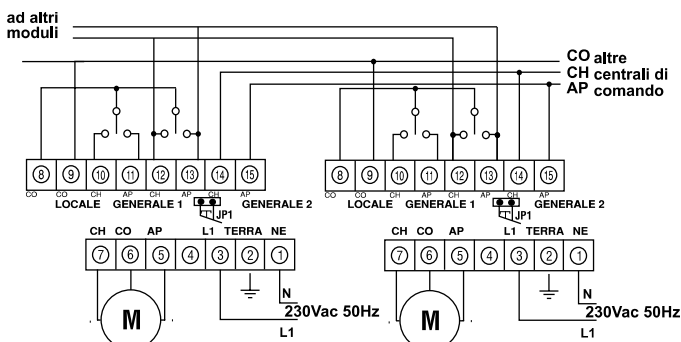 ad altri
moduli
CO altre
CH centrali di
AP comando
8 9 10 11 12 13 14 15
CO CO CH AP CH AP CH AP
LOCALE GENERALE 1 GENERALE 2
JP1
CH CO AP L1 TERRA NE
7 6 5 4 3 2 1
M
N
230Vac 50Hz
L1
8 9 10 11 12 13 14 15
CO CO CH AP CH AP CH AP
LOCALE GENERALE 1 GENERALE 2
JP1
CH CO AP L1 TERRA NE
7 6 5 4 3 2 1
M
N
230Vac 50Hz
L1